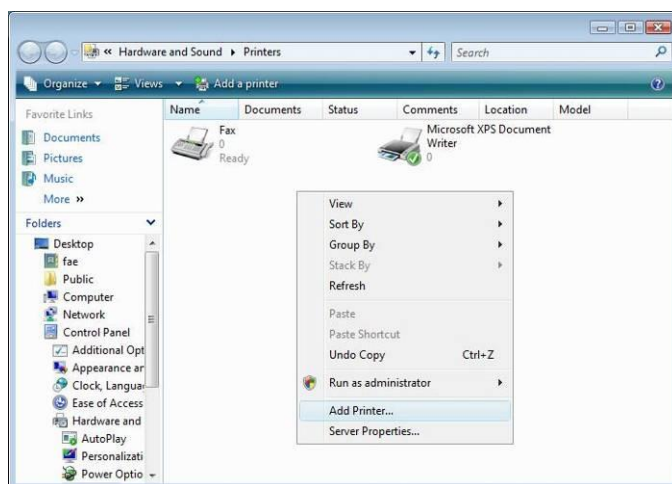 « Hardware and Sound ▸ Printers
Search
Organize Views Add a printer
Favorite Links
Documents
Pictures
Music
More »
Folders
Desktop
fae
Public
Computer
Network
Control Panel
Additional Opt
Appearance an
Clock, Languag
Ease of Access
Hardware and
AutoPlay
Personalizati
Power Optio
Name Documents Status Comments Location Model
Fax
0
Ready
Microsoft XPS Document
Writer
0
View
Sort By
Group By
Stack By
Refresh
Paste
Paste Shortcut
Undo Copy Ctrl+Z
Run as administrator
Add Printer...
Server Properties...